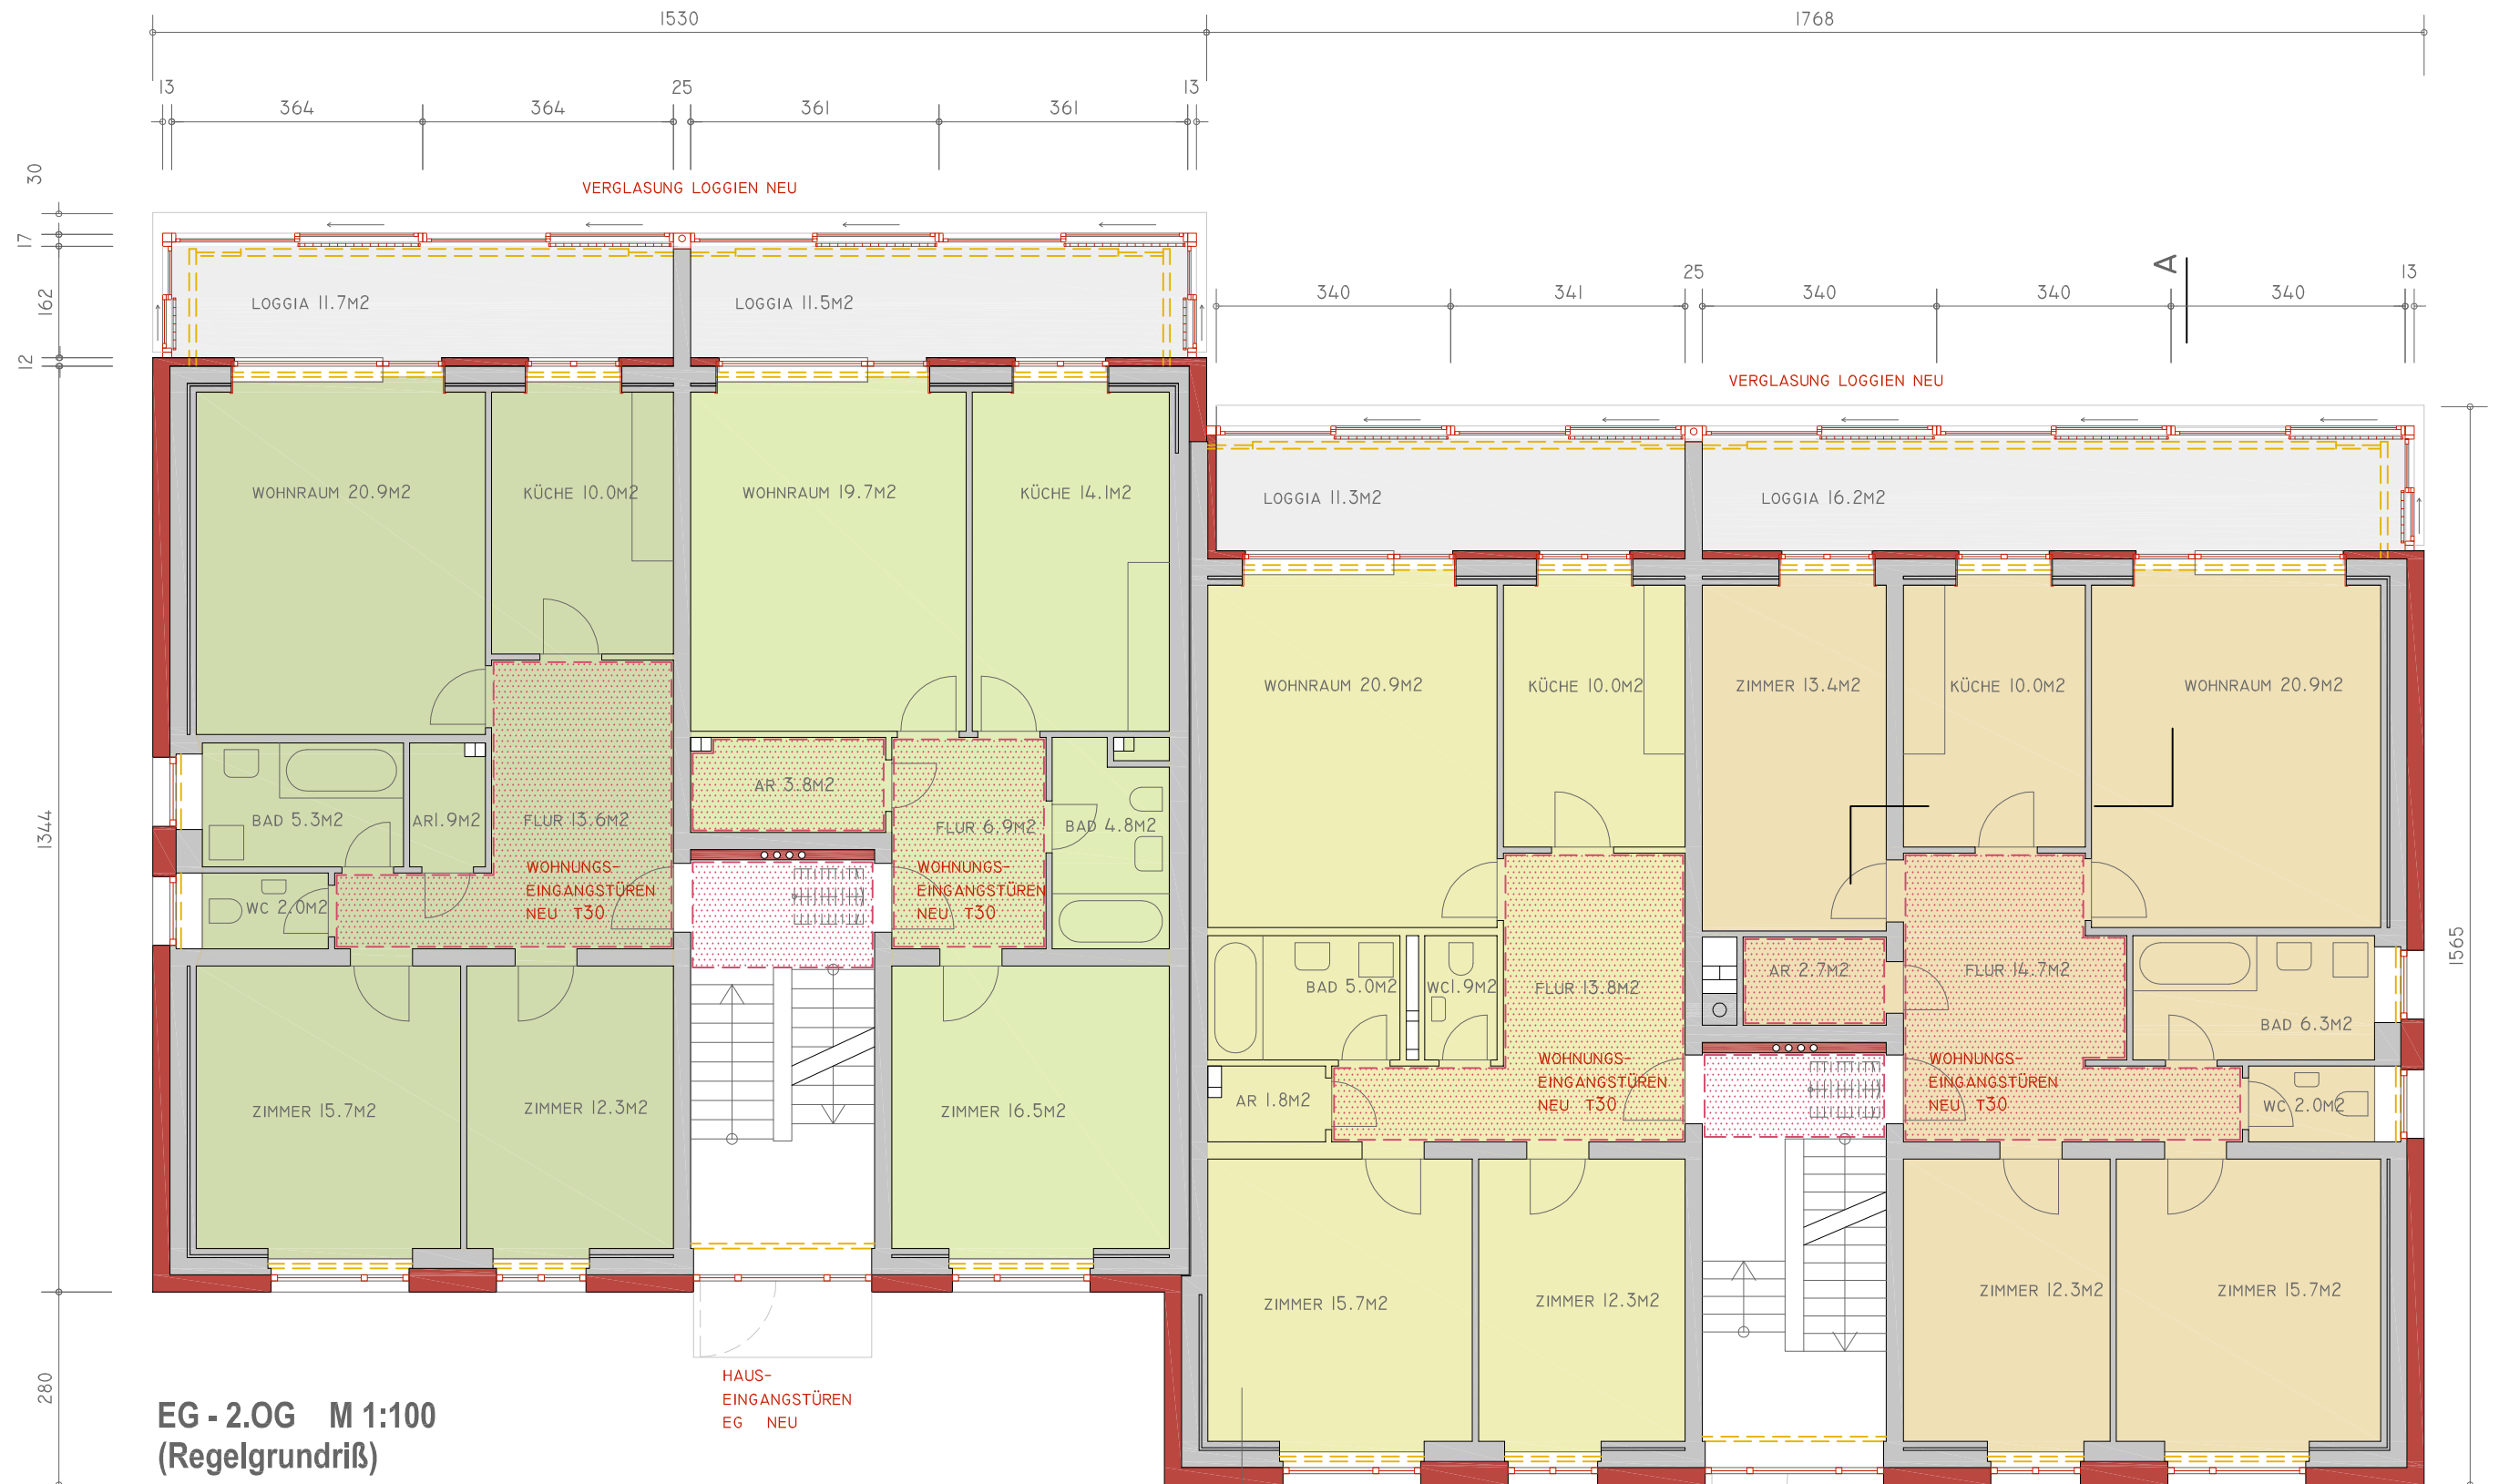 1530
1768
13
25
13
364
364
361
361
30
VERGLASUNG LOGGIEN NEU
17
162
12
LOGGIA 11.7M2
LOGGIA 11.5M2
A
25
13
340
341
340
340
340
VERGLASUNG LOGGIEN NEU
WOHNRAUM 20.9M2
KÜCHE 10.0M2
WOHNRAUM 19.7M2
KÜCHE 14.1M2
LOGGIA 11.3M2
LOGGIA 16.2M2
WOHNRAUM 20.9M2
KÜCHE 10.0M2
ZIMMER 13.4M2
KÜCHE 10.0M2
WOHNRAUM 20.9M2
1344
BAD 5.3M2
AR1.9M2
FLUR 13.6M2
AR 3.8M2
FLUR 6.9M2
BAD 4.8M2
WOHNUNGS-
EINGANGSTÜREN
NEU T30
WOHNUNGS-
EINGANGSTÜREN
NEU T30
WC 2.0M2
1565
BAD 5.0M2
WC1.9M2
FLUR 13.8M2
AR 2.7M2
FLUR 14.7M2
BAD 6.3M2
WOHNUNGS-
EINGANGSTÜREN
NEU T30
WOHNUNGS-
EINGANGSTÜREN
NEU T30
AR 1.8M2
WC 2.0M2
ZIMMER 15.7M2
ZIMMER 12.3M2
ZIMMER 16.5M2
ZIMMER 15.7M2
ZIMMER 12.3M2
ZIMMER 12.3M2
ZIMMER 15.7M2
280
HAUS-
EINGANGSTÜREN
EG NEU
EG - 2.OG M 1:100
(Regelgrundriß)